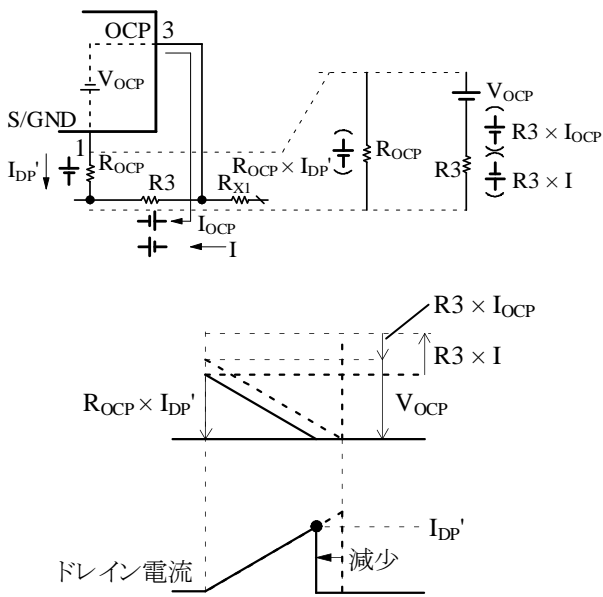 OCP 3
V_OCP
S/GND
1
I_DP'
R_OCP
R3
R_X1
I_OCP
I
R_OCP × I_DP'
R_OCP
V_OCP
R3 × I_OCP
R3
R3 × I
R3 × I_OCP
R3 × I
R_OCP × I_DP'
V_OCP
I_DP'
減少
ドレイン電流